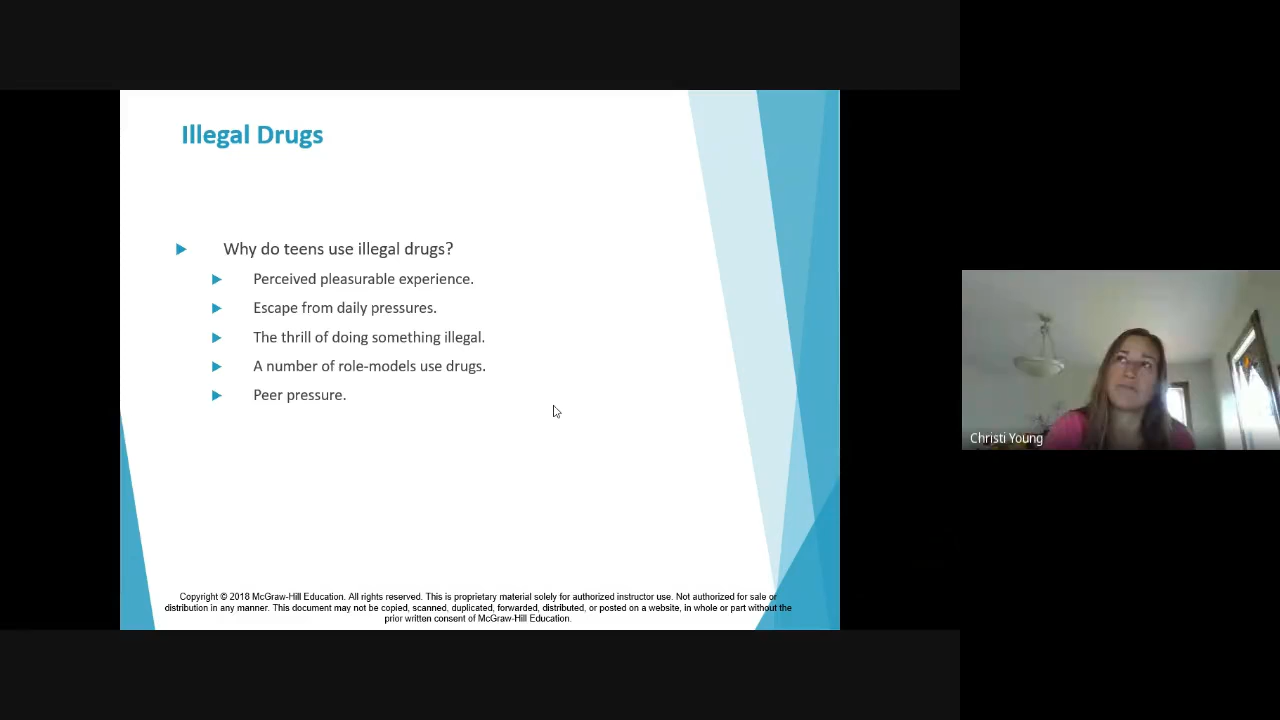 Illegal Drugs
Why do teens use illegal drugs?
Perceived pleasurable experience.
Escape from daily pressures.
The thrill of doing something illegal.
A number of role-models use drugs.
Peer pressure.
Christi Young
Copyright © 2018 McGraw-Hill Education. All rights reserved. This is proprietary material solely for authorized instructor use. Not authorized for sale or
distribution in any manner. This document may not be copied, scanned, duplicated, forwarded, distributed, or posted on a website, in whole or part without the
prior written consent of McGraw-Hill Education.